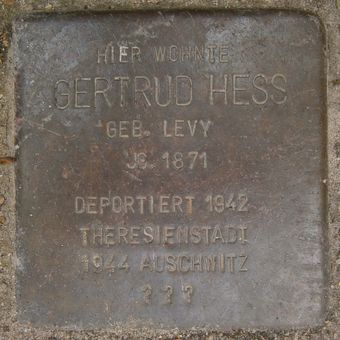 HIER WOHNTE
GERTRUD HESS
GEB. LEVY
JG. 1871
DEPORTIERT 1942
THERESIENSTADT
1944 AUSCHWITZ
? ? ?